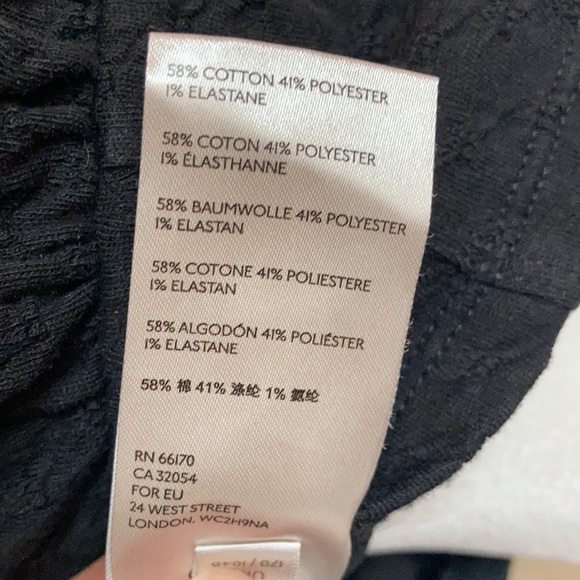 58% COTTON 41% POLYESTER
1% ELASTANE
58% COTON 41% POLYESTER
1% ÉLASTHANNE
58% BAUMWOLLE 41% POLYESTER
1% ELASTAN
58% COTONE 41% POLIESTERE
1% ELASTAN
58% ALGODÓN 41% POLIÉSTER
1% ELASTANE
58% 棉 41% 涤纶 1% 氨纶
RN 66170
CA 32054
FOR EU
24 WEST STREET
LONDON, WC2H9NA